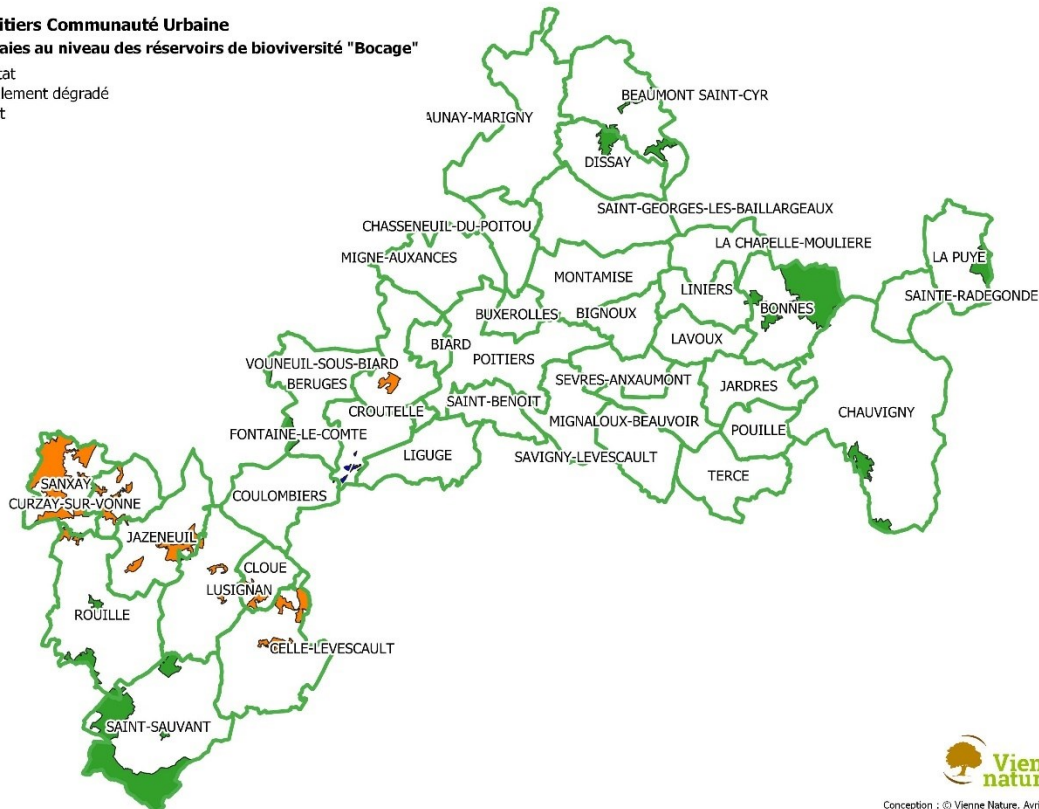 itiers Communauté Urbaine
aies au niveau des réservoirs de bioviversité "Bocage"
tat
lement dégradé
t
BEAUMONT SAINT-CYR
AUNAY-MARIGNY
DISSAY
SAINT-GEORGES-LES-BAILLARGEAUX
CHASSENEUIL-DU-POITOU
LA CHAPELLE-MOULIERE
MIGNE-AUXANCES
LA PUYE
MONTAMISE
LINIERS
SAINTE-RADEGONDE
BUXEROLLES
BIGNOUX
BONNES
BIARD
LAVOUX
VOUNEUIL-SOUS-BIARD
POITIERS
BERUGES
SEVRES-ANXAUMONT
JARDRES
CROUTELLE
SAINT-BENOIT
CHAUVIGNY
MIGNALOUX-BEAUVOIR
POUILLE
FONTAINE-LE-COMTE
LIGUGE
SAVIGNY-LEVESCAULT
TERCE
SANXAY
COULOMBIERS
CURZAY-SUR-VONNE
JAZENEUIL
CLOUE
LUSIGNAN
ROUILLE
CELLE-LEVESCAULT
SAINT-SAUVANT
Vien
natur
Conception : © Vienne Nature, Avri